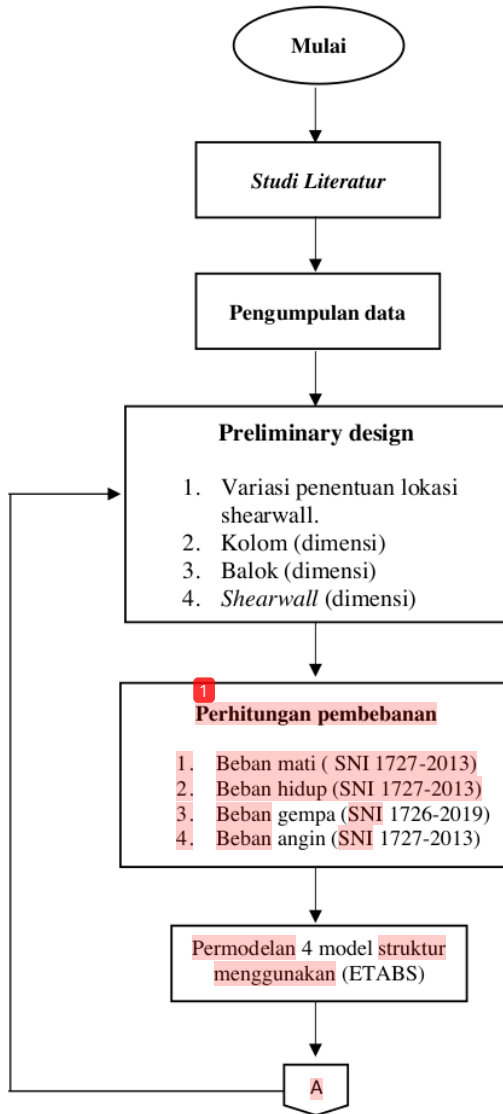 Mulai
Studi Literatur
Pengumpulan data
Preliminary design
1. Variasi penentuan lokasi
shearwall.
2. Kolom (dimensi)
3. Balok (dimensi)
4. Shearwall (dimensi)
1
Perhitungan pembebanan
1. Beban mati ( SNI 1727-2013)
2. Beban hidup (SNI 1727-2013)
3. Beban gempa (SNI 1726-2019)
4. Beban angin (SNI 1727-2013)
Permodelan 4 model struktur
menggunakan (ETABS)
A